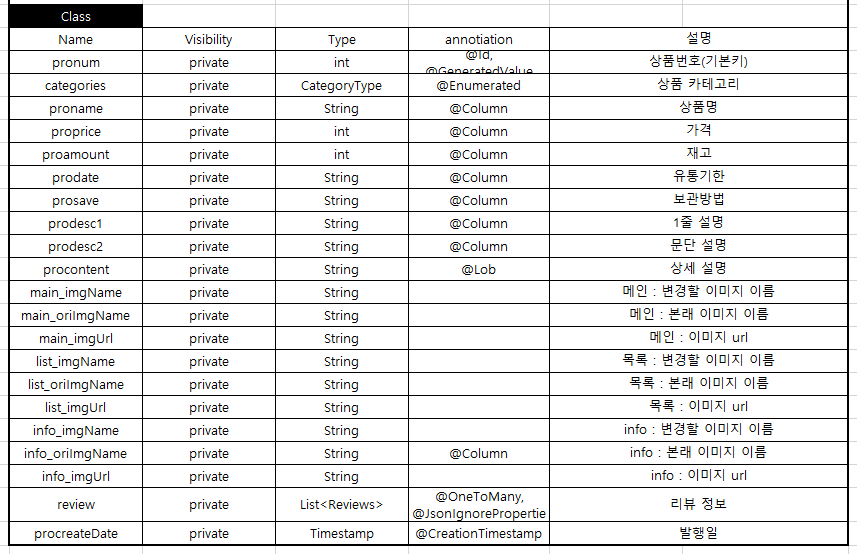 Class
Name Visibility Type annotiation 설명
pronum private int @Id, @GeneratedValue 상품번호(기본키)
categories private CategoryType @Enumerated 상품 카테고리
proname private String @Column 상품명
proprice private int @Column 가격
proamount private int @Column 재고
prodate private String @Column 유통기한
prosave private String @Column 보관방법
prodesc1 private String @Column 1줄 설명
prodesc2 private String @Column 문단 설명
procontent private String @Lob 상세 설명
main_imgName private String 메인 : 변경할 이미지 이름
main_oriImgName private String 메인 : 본래 이미지 이름
main_imgUrl private String 메인 : 이미지 url
list_imgName private String 목록 : 변경할 이미지 이름
list_oriImgName private String 목록 : 본래 이미지 이름
list_imgUrl private String 목록 : 이미지 url
info_imgName private String info : 변경할 이미지 이름
info_oriImgName private String @Column info : 본래 이미지 이름
info_imgUrl private String info : 이미지 url
review private List<Reviews> @OneToMany, @JsonIgnorePropertie 리뷰 정보
procreateDate private Timestamp @CreationTimestamp 발행일